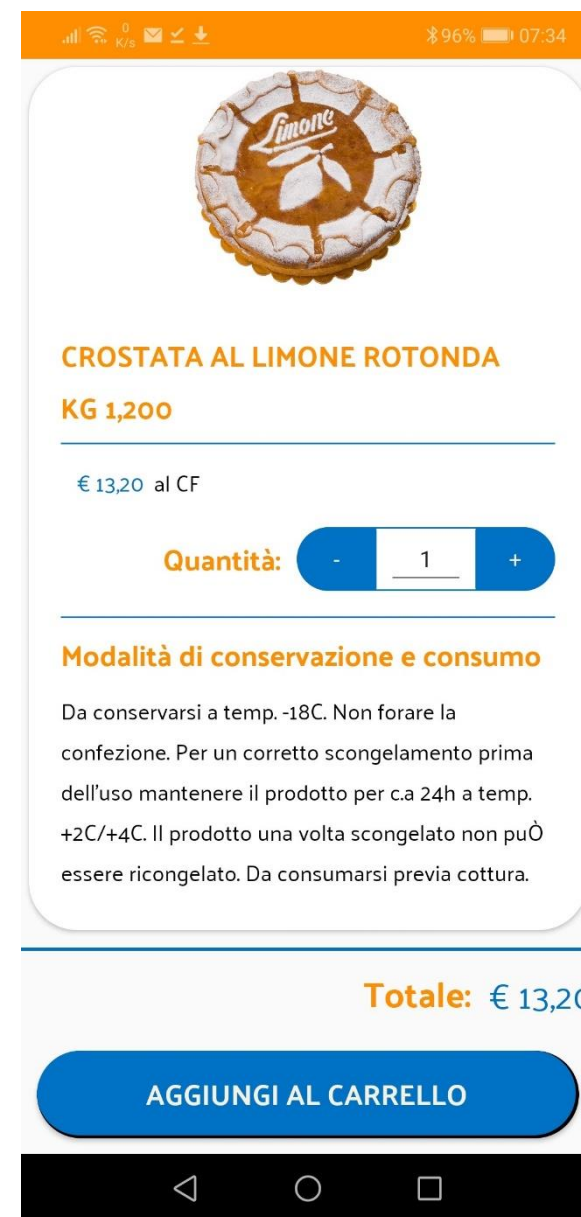 0
K/s
96%
07:34
Limone
CROSTATA AL LIMONE ROTONDA
KG 1,200
€ 13,20 al CF
Quantità: - 1 +
Modalità di conservazione e consumo
Da conservarsi a temp. -18C. Non forare la
confezione. Per un corretto scongelamento prima
dell'uso mantenere il prodotto per c.a 24h a temp.
+2C/+4C. Il prodotto una volta scongelato non puÒ
essere ricongelato. Da consumarsi previa cottura.
Totale: € 13,20
AGGIUNGI AL CARRELLO